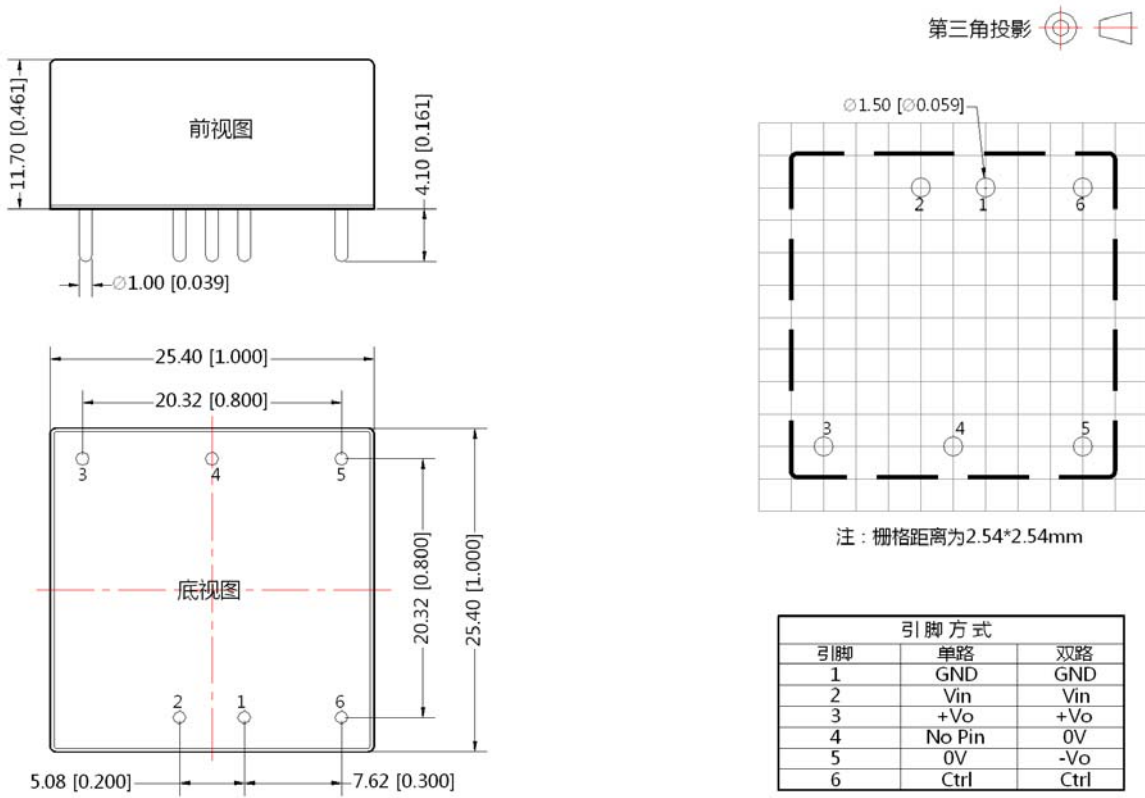 第三角投影
11.70 [0.461]
前视图
4.10 [0.161]
∅1.00 [0.039]
∅1.50 [∅0.059]
2
1
6
3
4
5
注：栅格距离为2.54*2.54mm
25.40 [1.000]
20.32 [0.800]
3
4
5
底视图
20.32 [0.800]
25.40 [1.000]
2
1
6
5.08 [0.200]
7.62 [0.300]
引脚方式
引脚 单路 双路
1 GND GND
2 Vin Vin
3 +Vo +Vo
4 No Pin 0V
5 0V -Vo
6 Ctrl Ctrl